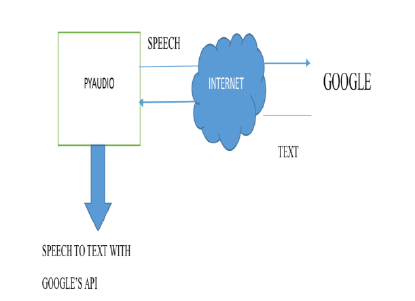 SPEECH
PYAUDIO
INTERNET
GOOGLE
TEXT
SPEECH TO TEXT WITH
GOOGLE'S API